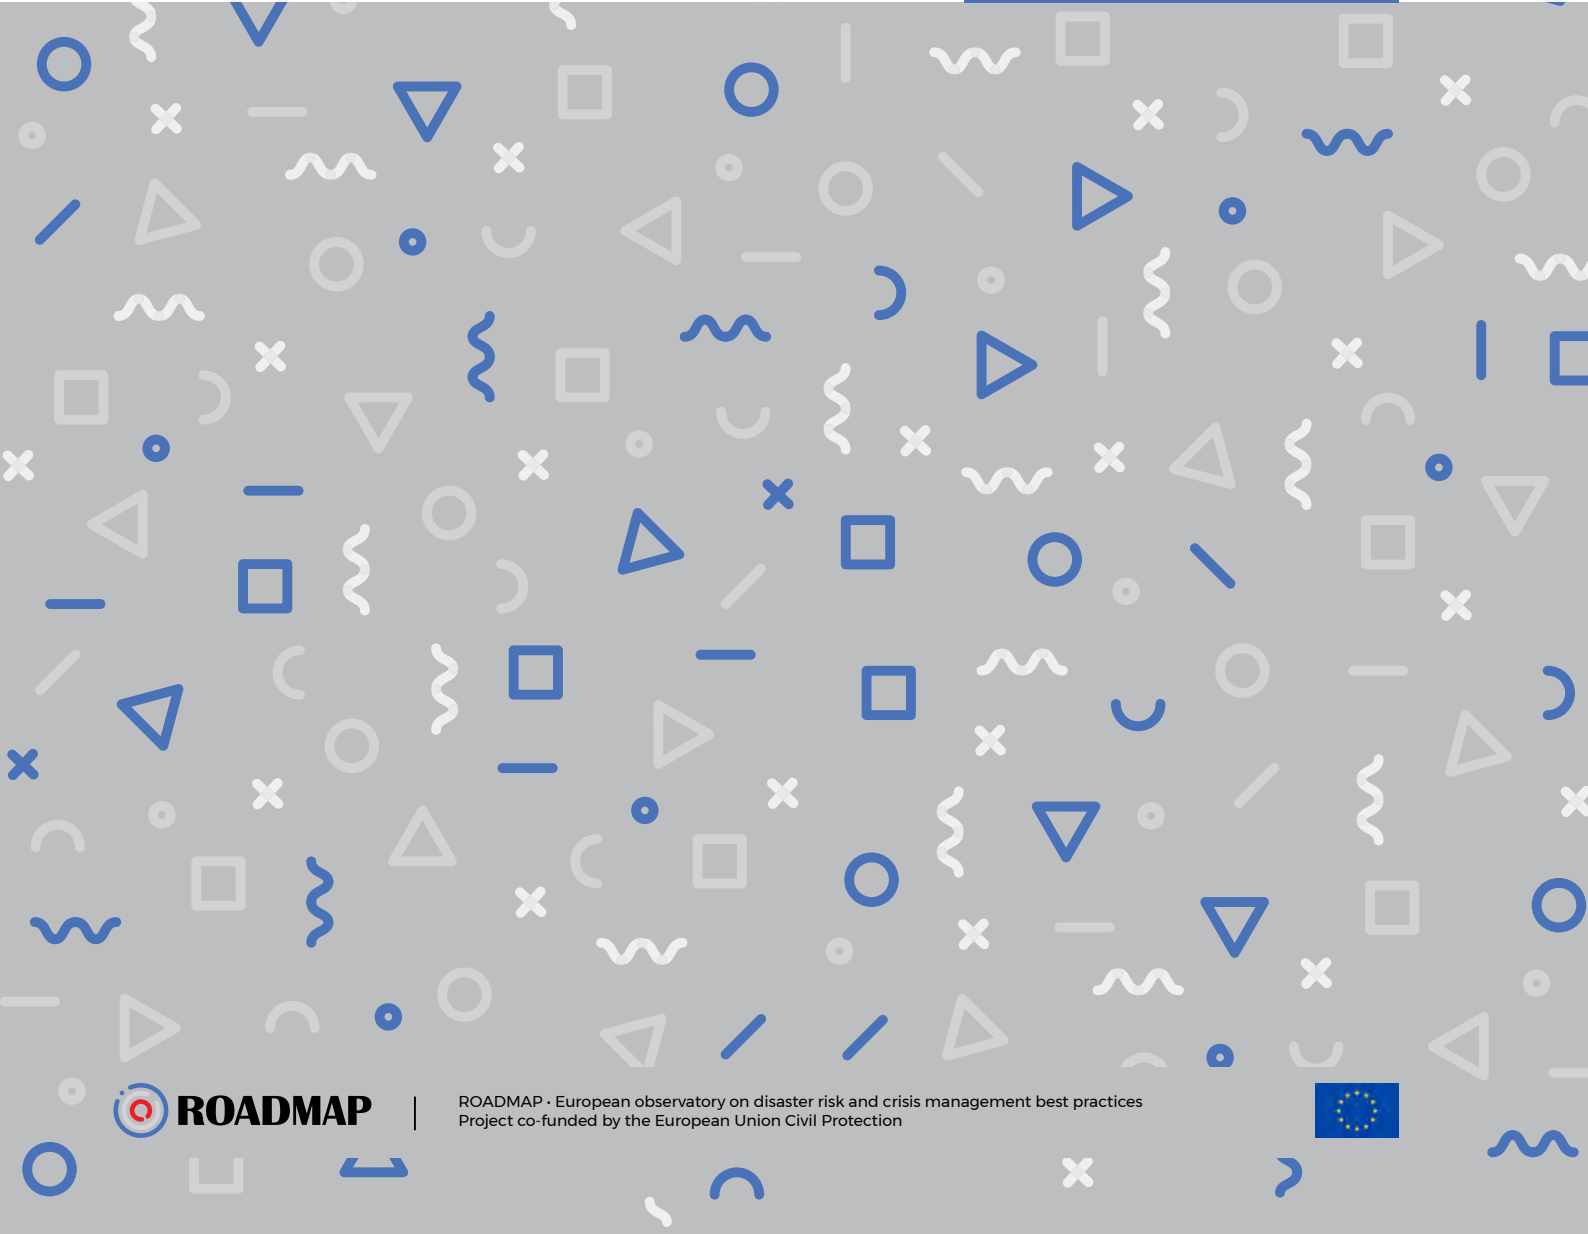 ROADMAP
ROADMAP · European observatory on disaster risk and crisis management best practices
Project co-funded by the European Union Civil Protection